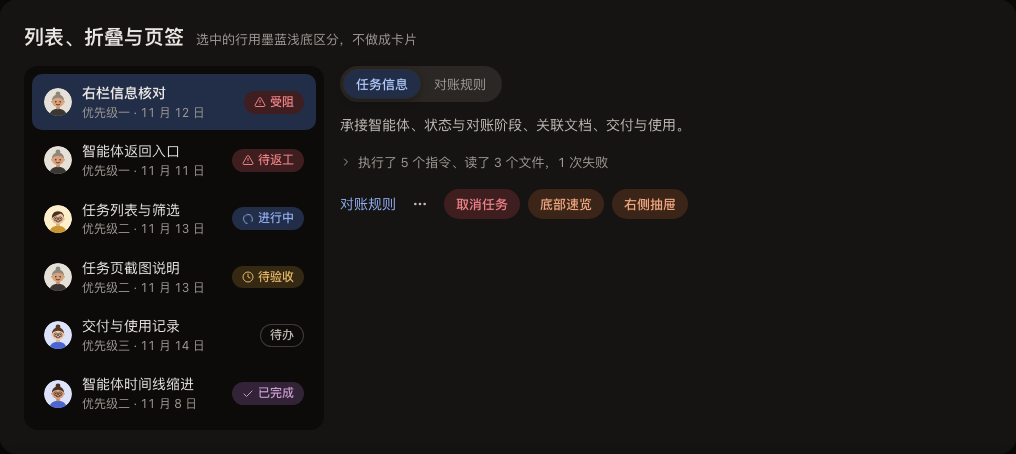 列表、折叠与页签 选中的行用墨蓝浅底区分，不做成卡片
右栏信息核对
优先级一 · 11 月 12 日
受阻
智能体返回入口
优先级一 · 11 月 11 日
待返工
任务列表与筛选
优先级二 · 11 月 13 日
进行中
任务页截图说明
优先级二 · 11 月 13 日
待验收
交付与使用记录
优先级三 · 11 月 14 日
待办
智能体时间线缩进
优先级二 · 11 月 8 日
已完成
任务信息 对账规则
承接智能体、状态与对账阶段、关联文档、交付与使用。
执行了 5 个指令、读了 3 个文件，1 次失败
对账规则 ··· 取消任务 底部速览 右侧抽屉